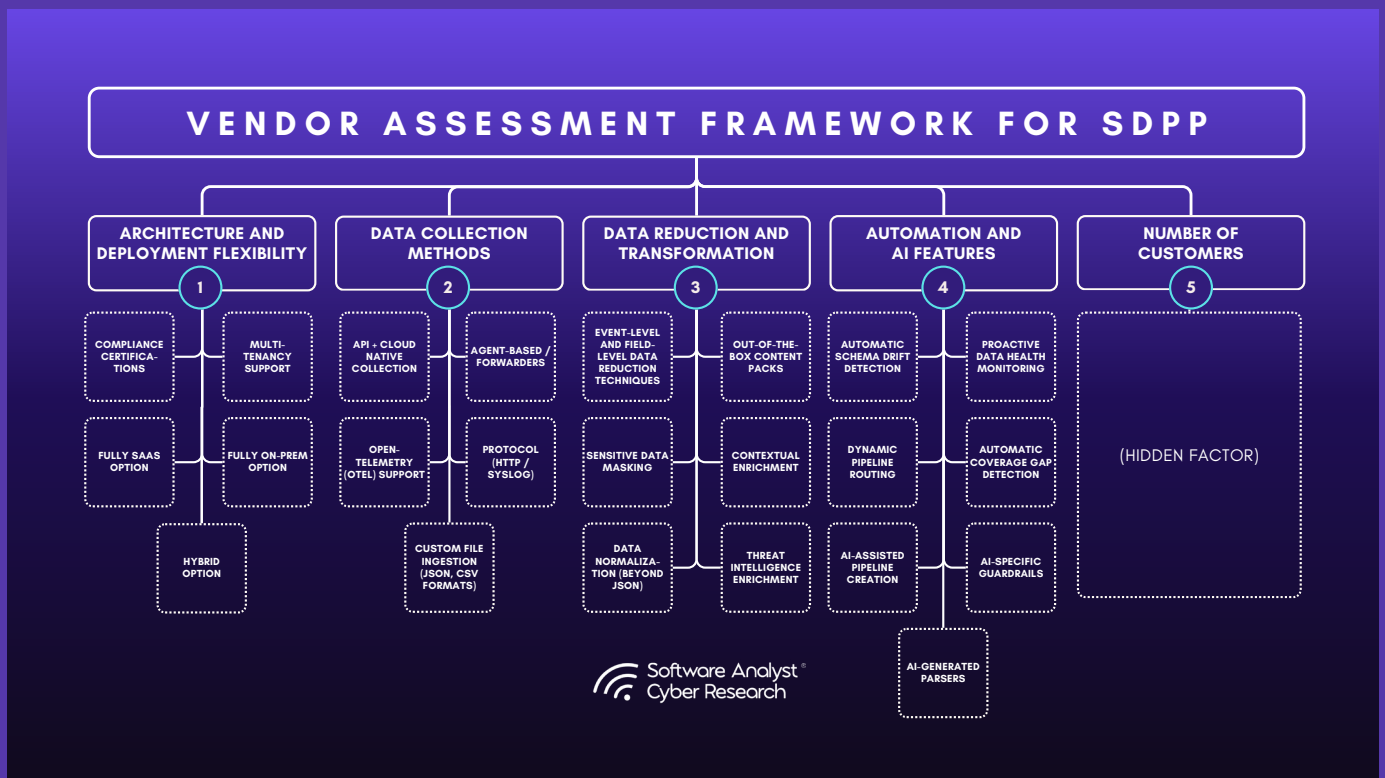 VENDOR ASSESSMENT FRAMEWORK FOR SDPP
ARCHITECTURE AND
DEPLOYMENT FLEXIBILITY
1
COMPLIANCE
CERTIFICA-
TIONS
MULTI-
TENANCY
SUPPORT
FULLY SAAS
OPTION
FULLY ON-PREM
OPTION
HYBRID
OPTION
DATA COLLECTION
METHODS
2
API + CLOUD
NATIVE
COLLECTION
AGENT-BASED /
FORWARDERS
OPEN-
TELEMETRY
(OTEL) SUPPORT
PROTOCOL
(HTTP /
SYSLOG)
CUSTOM FILE
INGESTION
(JSON, CSV
FORMATS)
DATA REDUCTION AND
TRANSFORMATION
3
EVENT-LEVEL
AND FIELD-
LEVEL DATA
REDUCTION
TECHNIQUES
OUT-OF-THE-
BOX CONTENT
PACKS
SENSITIVE DATA
MASKING
CONTEXTUAL
ENRICHMENT
DATA
NORMALIZA-
TION (BEYOND
JSON)
THREAT
INTELLIGENCE
ENRICHMENT
AUTOMATION AND
AI FEATURES
4
AUTOMATIC
SCHEMA DRIFT
DETECTION
PROACTIVE
DATA HEALTH
MONITORING
DYNAMIC
PIPELINE
ROUTING
AUTOMATIC
COVERAGE GAP
DETECTION
AI-ASSISTED
PIPELINE
CREATION
AI-SPECIFIC
GUARDRAILS
AI-GENERATED
PARSERS
NUMBER OF
CUSTOMERS
5
(HIDDEN FACTOR)
Software Analyst®
Cyber Research